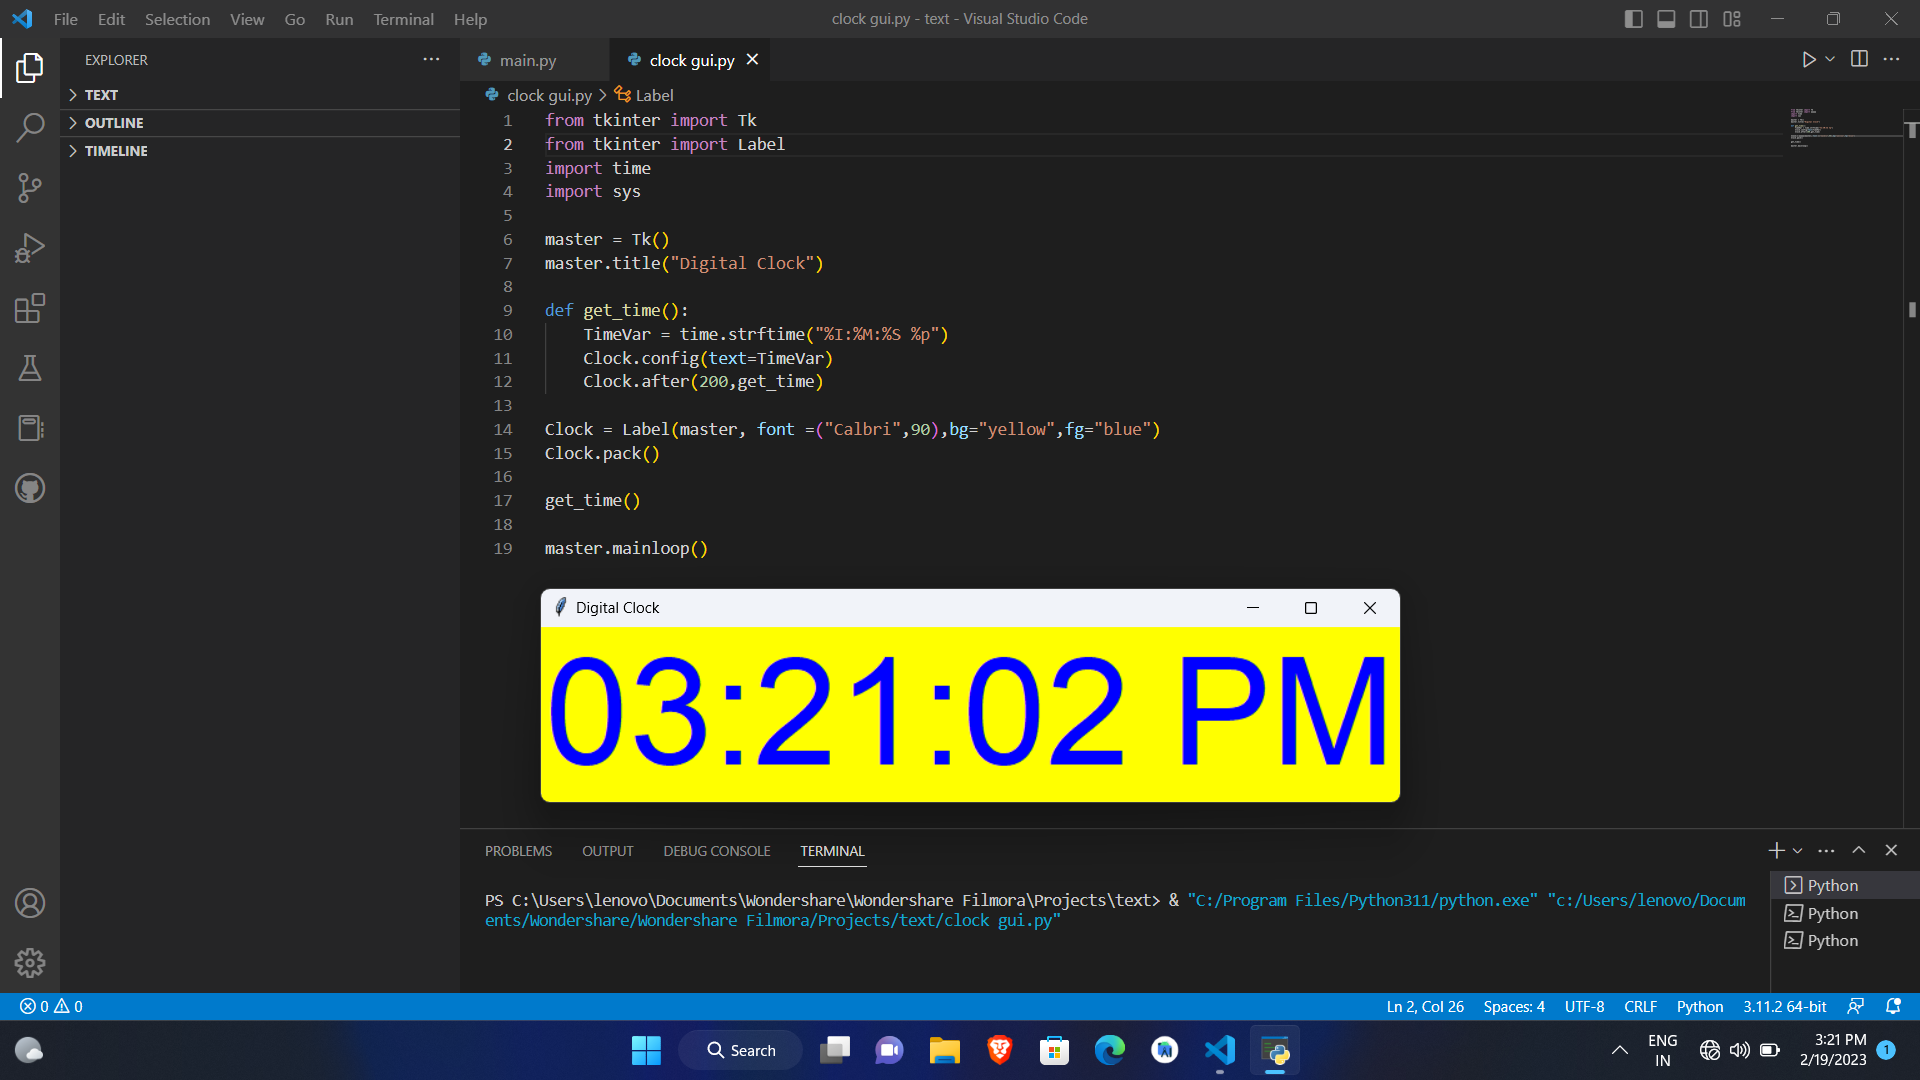 File Edit Selection View Go Run Terminal Help
clock gui.py - text - Visual Studio Code
EXPLORER
TEXT
OUTLINE
TIMELINE
main.py
clock gui.py
clock gui.py > Label
1 from tkinter import Tk
2 from tkinter import Label
3 import time
4 import sys
5
6 master = Tk()
7 master.title("Digital Clock")
8
9 def get_time():
10     TimeVar = time.strftime("%I:%M:%S %p")
11     Clock.config(text=TimeVar)
12     Clock.after(200,get_time)
13
14 Clock = Label(master, font =("Calbri",90),bg="yellow",fg="blue")
15 Clock.pack()
16
17 get_time()
18
19 master.mainloop()
Digital Clock
03:21:02 PM
PROBLEMS OUTPUT DEBUG CONSOLE TERMINAL
PS C:\Users\lenovo\Documents\Wondershare\Wondershare Filmora\Projects\text> & "C:/Program Files/Python311/python.exe" "c:/Users/lenovo/Docum
ents/Wondershare/Wondershare Filmora/Projects/text/clock gui.py"
Python
Python
Python
0 0
Ln 2, Col 26 Spaces: 4 UTF-8 CRLF Python 3.11.2 64-bit
Search
ENG
IN
3:21 PM
2/19/2023
1